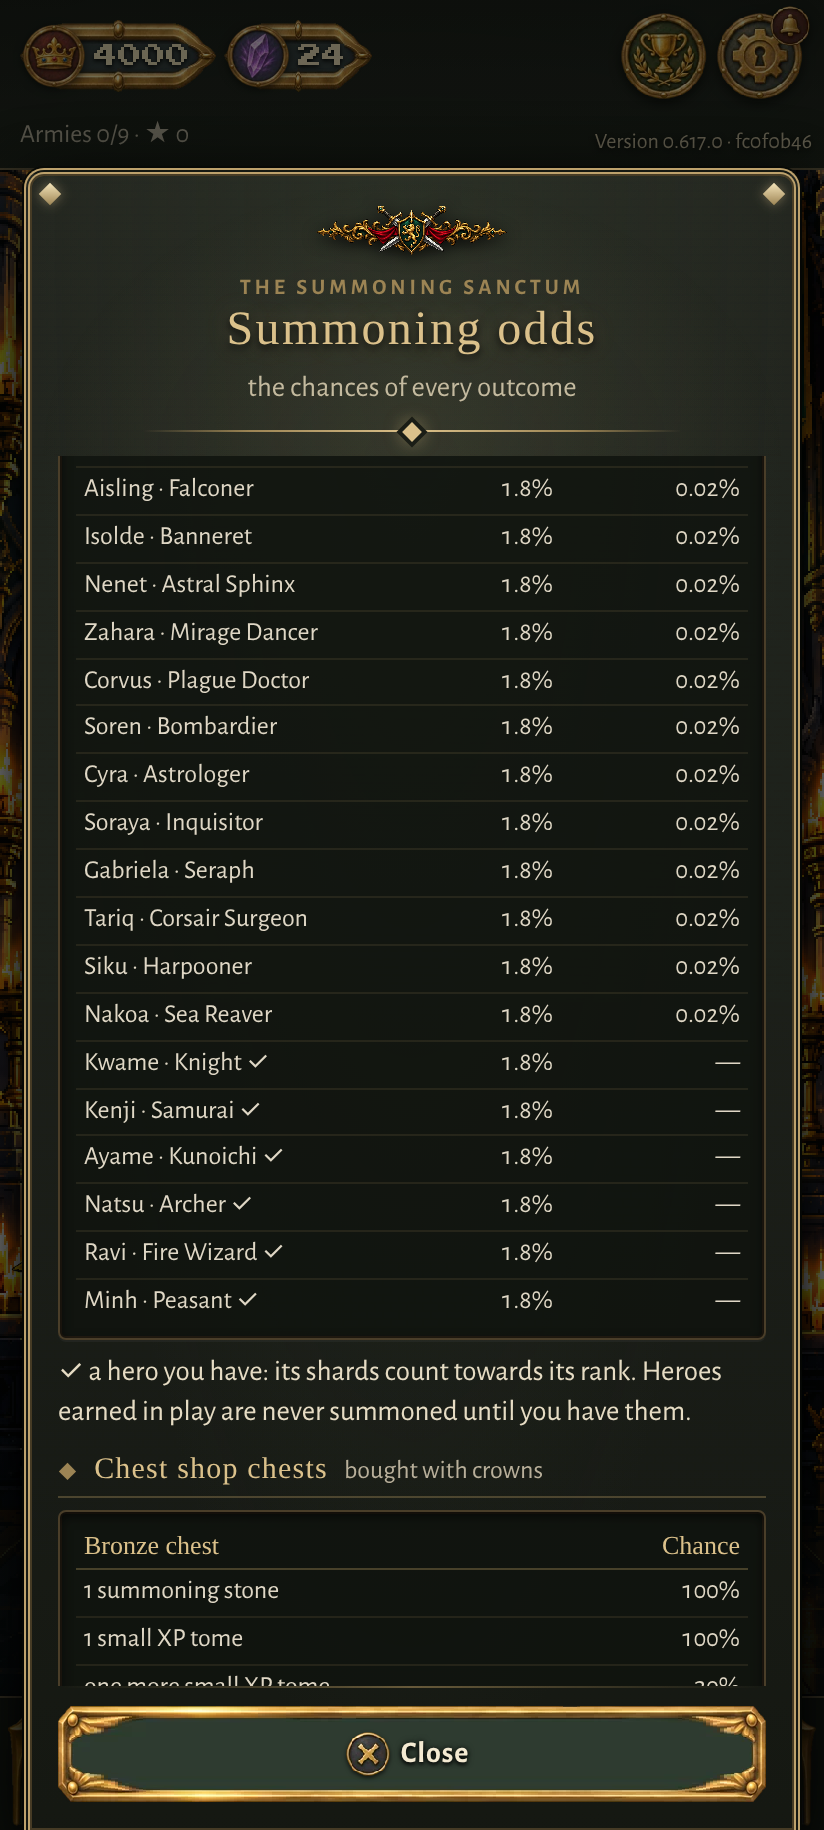 4000
24
Armies 0/9 · ★ 0
Version 0.617.0 · fc0f0b46
THE SUMMONING SANCTUM
Summoning odds
the chances of every outcome
Aisling · Falconer 1.8% 0.02%
Isolde · Banneret 1.8% 0.02%
Nenet · Astral Sphinx 1.8% 0.02%
Zahara · Mirage Dancer 1.8% 0.02%
Corvus · Plague Doctor 1.8% 0.02%
Soren · Bombardier 1.8% 0.02%
Cyra · Astrologer 1.8% 0.02%
Soraya · Inquisitor 1.8% 0.02%
Gabriela · Seraph 1.8% 0.02%
Tariq · Corsair Surgeon 1.8% 0.02%
Siku · Harpooner 1.8% 0.02%
Nakoa · Sea Reaver 1.8% 0.02%
Kwame · Knight ✓ 1.8% —
Kenji · Samurai ✓ 1.8% —
Ayame · Kunoichi ✓ 1.8% —
Natsu · Archer ✓ 1.8% —
Ravi · Fire Wizard ✓ 1.8% —
Minh · Peasant ✓ 1.8% —
✓ a hero you have: its shards count towards its rank. Heroes
earned in play are never summoned until you have them.
Chest shop chests bought with crowns
Bronze chest Chance
1 summoning stone 100%
1 small XP tome 100%
one more small XP tome
Close